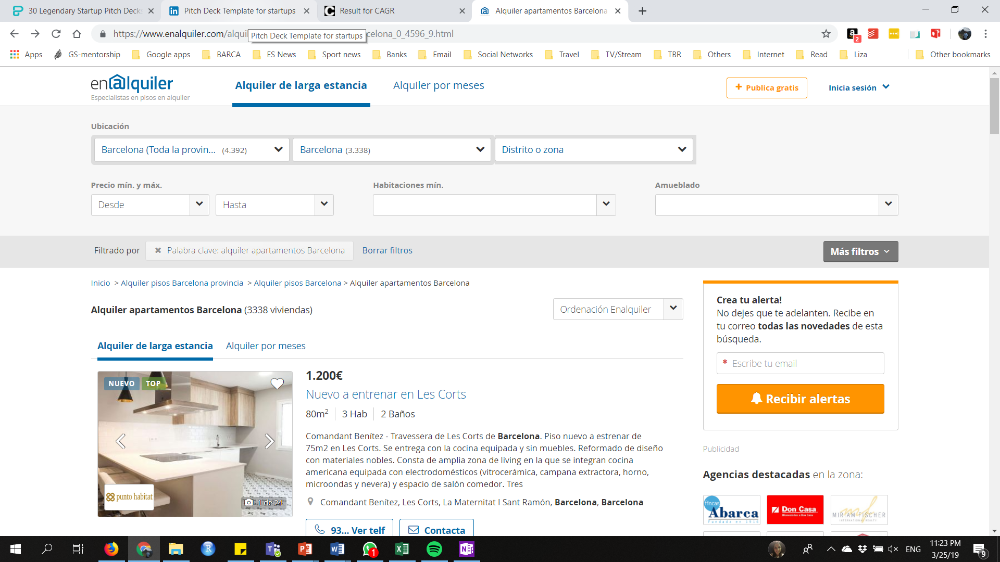 30 Legendary Startup Pitch Decks
Pitch Deck Template for startups
Result for CAGR
Alquiler apartamentos Barcelona
https://www.enalquiler.com/alqui
Pitch Deck Template for startups
celona_0_4596_9.html
2
Apps
GS-mentorship
Google apps
BARCA
ES News
Sport news
Banks
Email
Social Networks
Travel
TV/Stream
TBR
Others
Internet
Read
Liza
Other bookmarks
enalquiler
Especialistas en pisos en alquiler
Alquiler de larga estancia
Alquiler por meses
+ Publica gratis
Inicia sesión
Ubicación
Barcelona (Toda la provin... (4.392)
Barcelona (3.338)
Distrito o zona
Precio mín. y máx.
Habitaciones mín.
Amueblado
Desde
Hasta
Filtrado por
Palabra clave: alquiler apartamentos Barcelona
Borrar filtros
Más filtros
Inicio > Alquiler pisos Barcelona provincia > Alquiler pisos Barcelona > Alquiler apartamentos Barcelona
Alquiler apartamentos Barcelona (3338 viviendas)
Ordenación Enalquiler
Alquiler de larga estancia
Alquiler por meses
NUEVO
TOP
punto habitat
1 de 24
1.200€
Nuevo a entrenar en Les Corts
80m2
3 Hab
2 Baños
Comandant Benítez - Travessera de Les Corts de Barcelona. Piso nuevo a estrenar de
75m2 en Les Corts. Se entrega con la cocina equipada y sin muebles. Reformado de diseño
con materiales nobles. Consta de amplia zona de living en la que se integran cocina
americana equipada con electrodomésticos (vitrocerámica, campana extractora, horno,
microondas y nevera) y espacio de salón comedor. Tres
Comandant Benítez, Les Corts, La Maternitat I Sant Ramón, Barcelona, Barcelona
93... Ver telf
Contacta
Crea tu alerta!
No dejes que te adelanten. Recibe en
tu correo todas las novedades de esta
búsqueda.
* Escribe tu email
Recibir alertas
Publicidad
Agencias destacadas en la zona:
fincas
Abarca
Fundada en 1916
Don Casa
Bienvenidos a Don Casa
MIRIAM FISCHER
INTERNATIONAL REALTY
1
ENG
11:23 PM
3/25/19
9